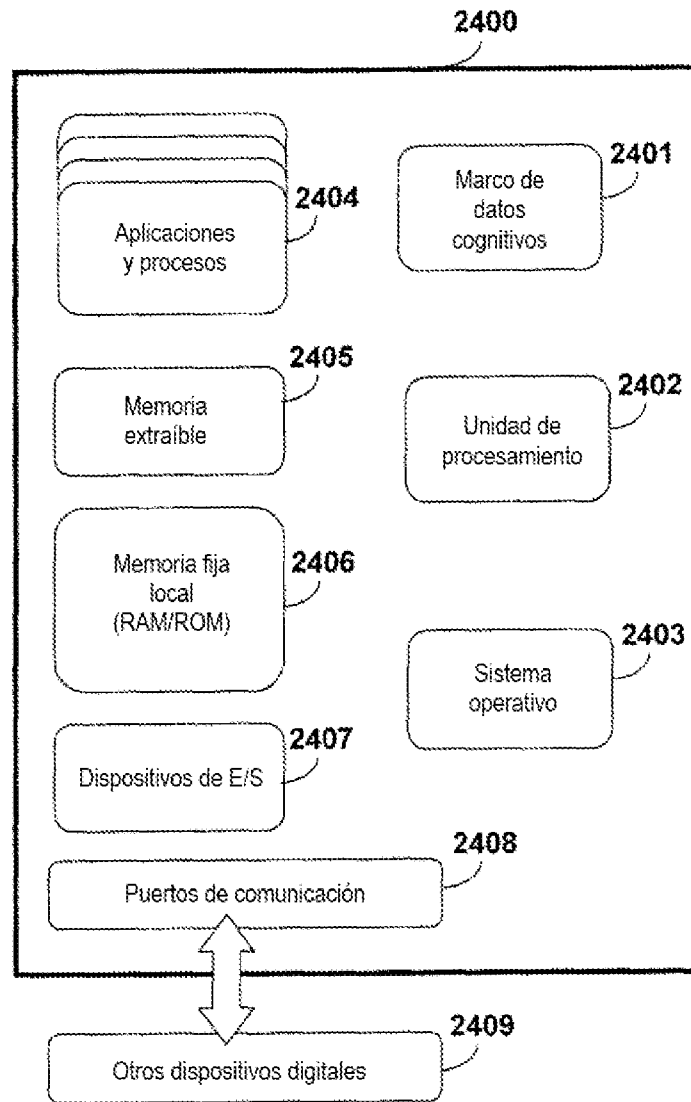 2400
2404
Aplicaciones
y procesos
2401
Marco de
datos
cognitivos
2405
Memoria
extraíble
2402
Unidad de
procesamiento
2406
Memoria fija
local
(RAM/ROM)
2403
Sistema
operativo
2407
Dispositivos de E/S
2408
Puertos de comunicación
2409
Otros dispositivos digitales